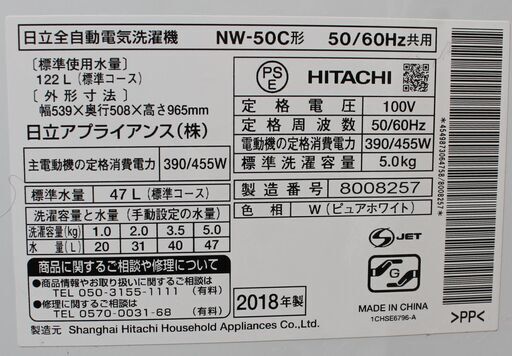 日立全自動電気洗濯機 NW-50C形 50/60Hz共用
〔標準使用水量〕
122 L（標準コース）
〔外形寸法〕
幅539×奥行508×高さ965mm
日立アプライアンス（株）
主電動機の定格消費電力 390/455W
標準水量 47 L（標準コース）
洗濯容量と水量（手動設定の水量）
洗濯容量(kg) 1.0 2.0 3.5 5.0
水量(L) 20 31 40 47
商品に関するご相談や修理について
●商品情報やお取り扱いに関するご相談は
TEL 050-3155-1111（有料）
●修理に関するご相談は
TEL 0570-0031-68（有料）
2018年製
製造元 Shanghai Hitachi Household Appliances Co.,Ltd.
PS
E
HITACHI
定格電圧 100V
定格周波数 50/60Hz
電動機の定格消費電力 390/455W
標準洗濯容量 5.0kg
製造番号 8008257
色相 W（ピュアホワイト）
S JET
G
MADE IN CHINA
1CHSE6796-A
*4549873064758/8008257*
>PP<